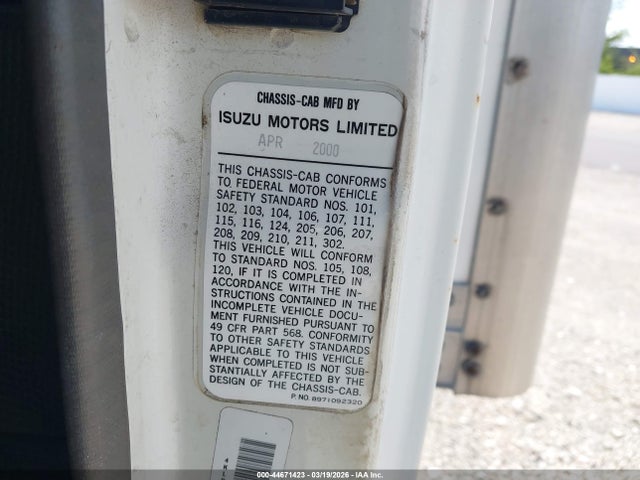 CHASSIS-CAB MFD BY
ISUZU MOTORS LIMITED
APR 2000
THIS CHASSIS-CAB CONFORMS
TO FEDERAL MOTOR VEHICLE
SAFETY STANDARD NOS. 101,
102, 103, 104, 106, 107, 111,
115, 116, 124, 205, 206, 207,
208, 209, 210, 211, 302.
THIS VEHICLE WILL CONFORM
TO STANDARD NOS. 105, 108,
120, IF IT IS COMPLETED IN
ACCORDANCE WITH THE IN-
STRUCTIONS CONTAINED IN THE
INCOMPLETE VEHICLE DOCU-
MENT FURNISHED PURSUANT TO
49 CFR PART 568. CONFORMITY
TO OTHER SAFETY STANDARDS
APPLICABLE TO THIS VEHICLE
WHEN COMPLETED IS NOT SUB-
STANTIALLY AFFECTED BY THE
DESIGN OF THE CHASSIS-CAB.
P. NO. 8971092320
000-44671423 - 03/19/2026 - IAA Inc.